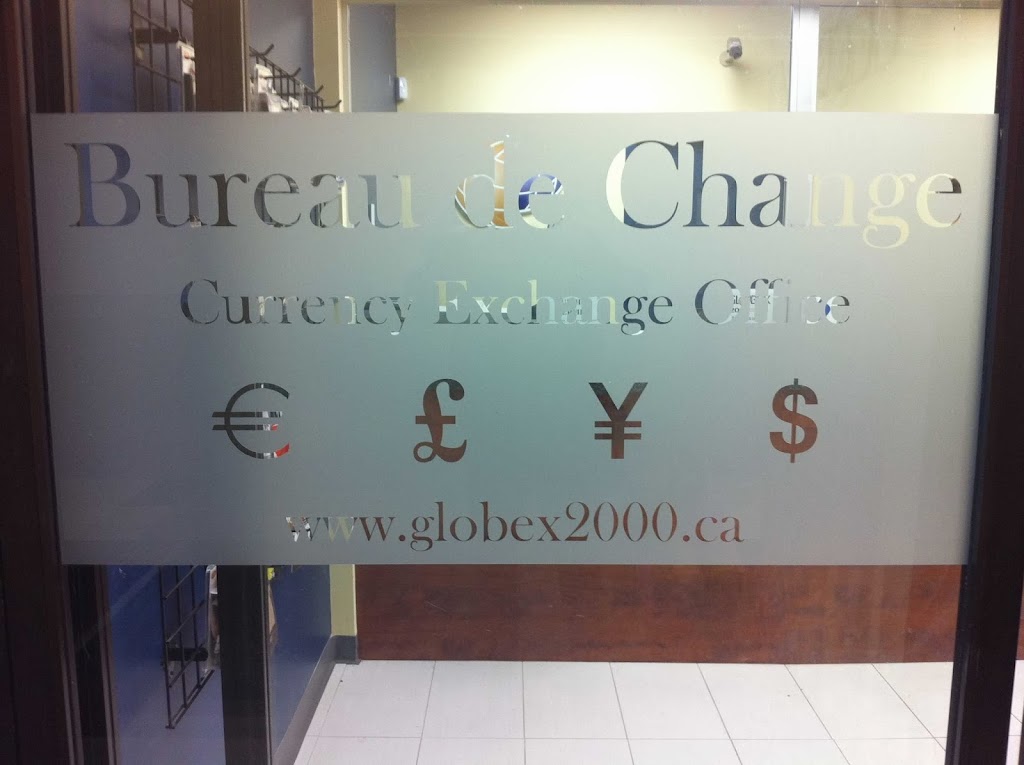 Bureau de Change
Currency Exchange Office
€ £ ¥ $
www.globex2000.ca